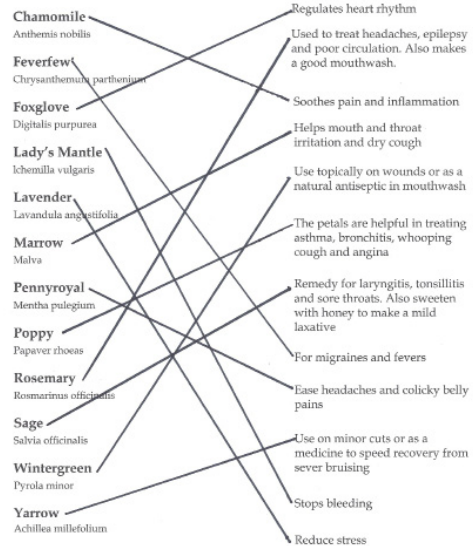 Chamomile
Anthemis nobilis
Feverfew
Chrysanthemum parthenium
Foxglove
Digitalis purpurea
Lady's Mantle
lchemilla vulgaris
Lavender
Lavandula angustifolia
Marrow
Malva
Pennyroyal
Mentha pulegium
Poppy
Papaver rhoeas
Rosemary
Rosmarinus officinalis
Sage
Salvia officinalis
Wintergreen
Pyrola minor
Yarrow
Achillea millefolium
Regulates heart rhythm
Used to treat headaches, epilepsy
and poor circulation. Also makes
a good mouthwash.
Soothes pain and inflammation
Helps mouth and throat
irritation and dry cough
Use topically on wounds or as a
natural antiseptic in mouthwash
The petals are helpful in treating
asthma, bronchitis, whooping
cough and angina
Remedy for laryngitis, tonsillitis
and sore throats. Also sweeten
with honey to make a mild
laxative
For migraines and fevers
Ease headaches and colicky belly
pains
Use on minor cuts or as a
medicine to speed recovery from
sever bruising
Stops bleeding
Reduce stress